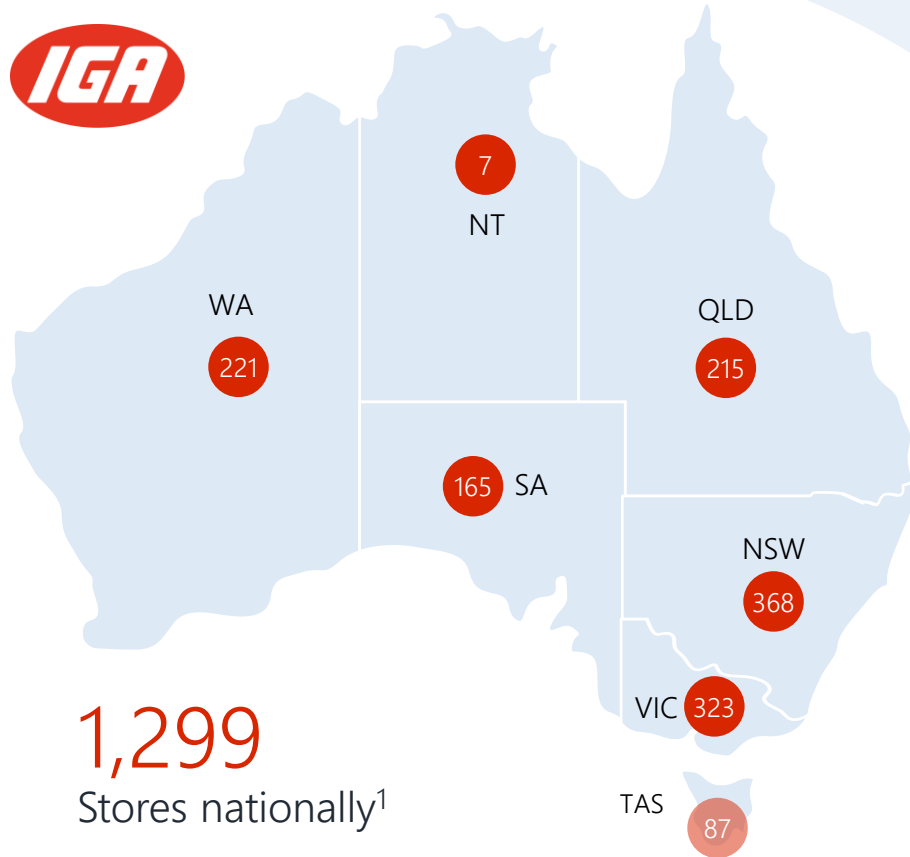 IGA
7
NT
WA
221
QLD
215
165 SA
NSW
368
VIC 323
1,299
Stores nationally¹
TAS
87